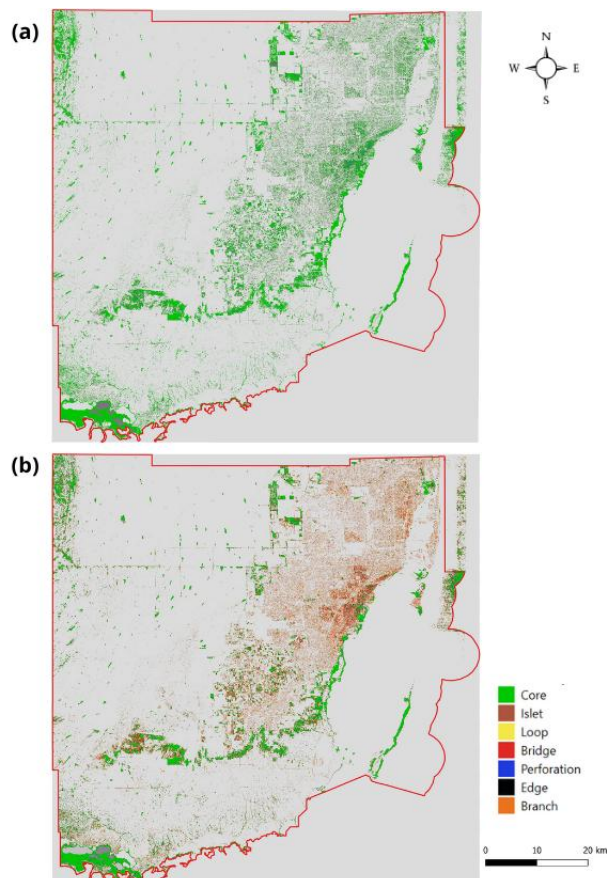 (a)
N
W E
S
(b)
Core
Islet
Loop
Bridge
Perforation
Edge
Branch
0 10 20 km